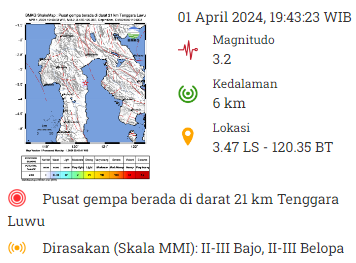 BMKG ShakeMap : Pusat gempa berada di darat 21 km Tenggara Luwu
01 April 2024, 19:43:23 WIB
Magnitudo
3.2
Kedalaman
6 km
Lokasi
3.47 LS - 120.35 BT
Pusat gempa berada di darat 21 km Tenggara
Luwu
Dirasakan (Skala MMI): II-III Bajo, II-III Belopa